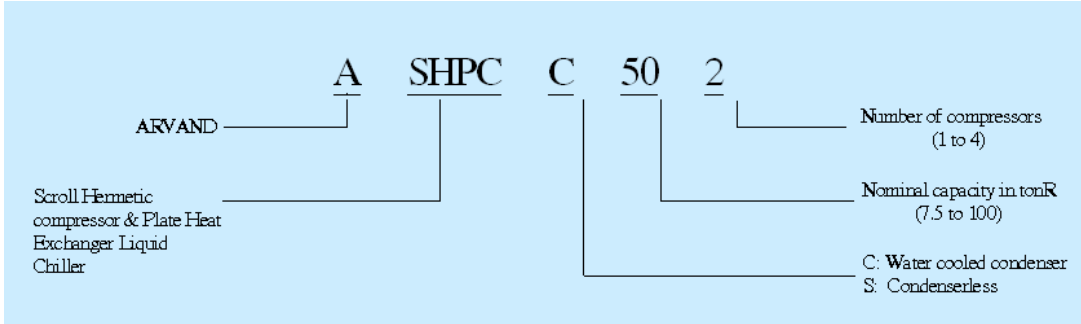 A SHPC C 50 2
ARVAND
Number of compressors
(1 to 4)
Scroll Hermetic
compressor & Plate Heat
Exchanger Liquid
Chiller
Nominal capacity in tonR
(7.5 to 100)
C: Water cooled condenser
S: Condenserless